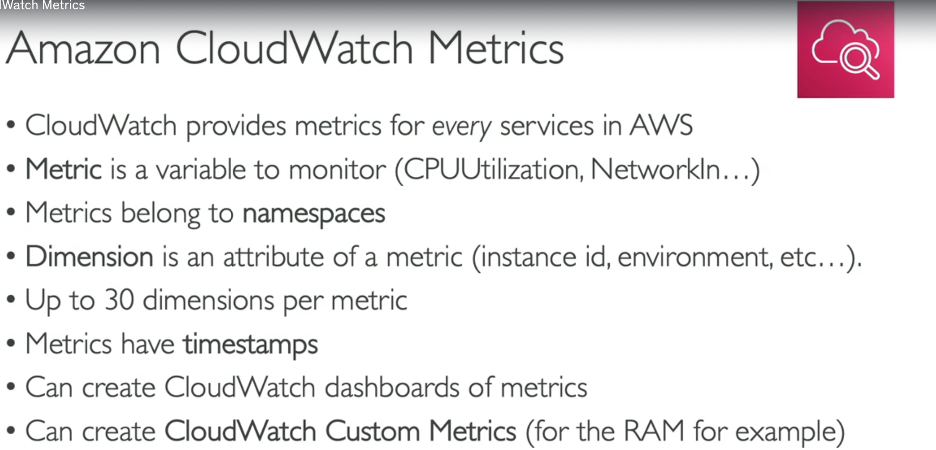 lWatch Metrics
Amazon CloudWatch Metrics
• CloudWatch provides metrics for every services in AWS
• Metric is a variable to monitor (CPUUtilization, NetworkIn…)
• Metrics belong to namespaces
• Dimension is an attribute of a metric (instance id, environment, etc…).
• Up to 30 dimensions per metric
• Metrics have timestamps
• Can create CloudWatch dashboards of metrics
• Can create CloudWatch Custom Metrics (for the RAM for example)